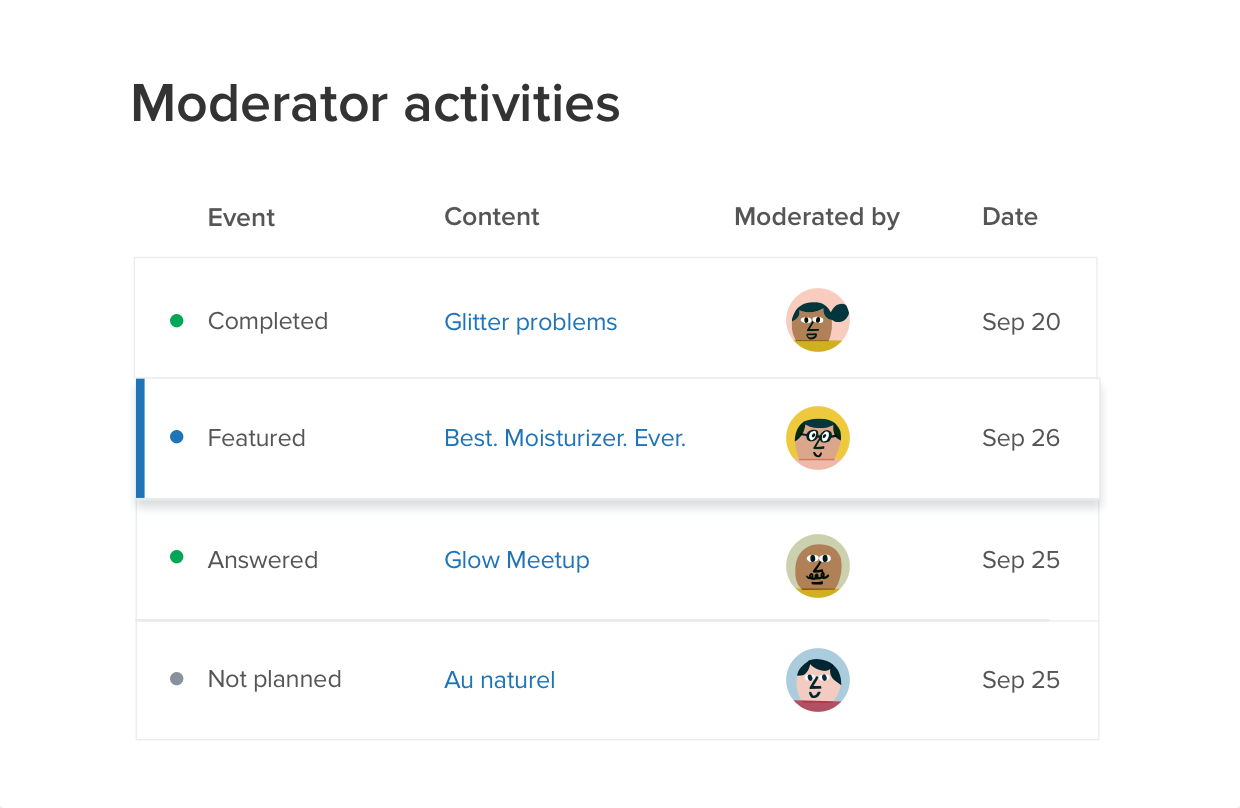 Moderator activities
Event Content Moderated by Date
Completed Glitter problems Sep 20
Featured Best. Moisturizer. Ever. Sep 26
Answered Glow Meetup Sep 25
Not planned Au naturel Sep 25